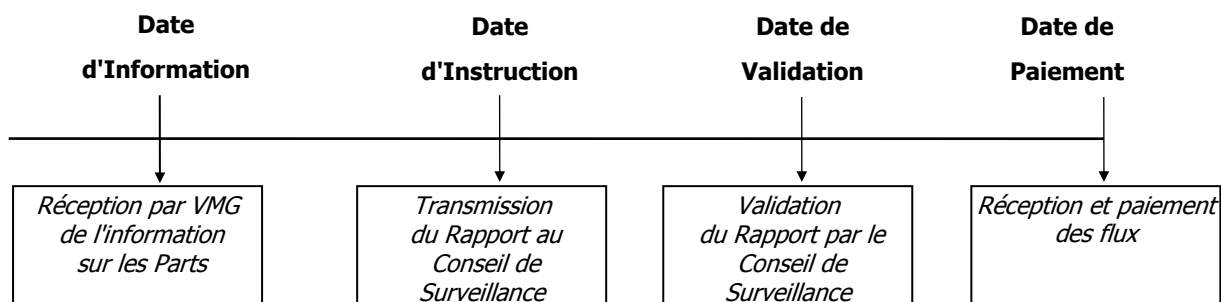 Date
d'Information
Date
d'Instruction
Date de
Validation
Date de
Paiement
Réception par VMG
de l'information
sur les Parts
Transmission
du Rapport au
Conseil de
Surveillance
Validation
du Rapport par le
Conseil de
Surveillance
Réception et paiement
des flux